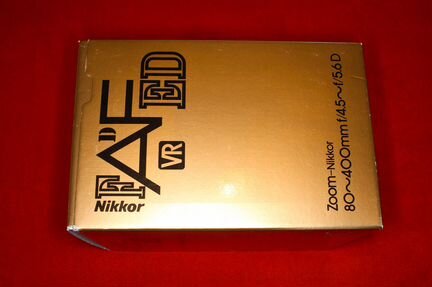 AF
D
ED
Nikkor
VR
Zoom-Nikkor
80~400mm f/4.5~f/5.6 D